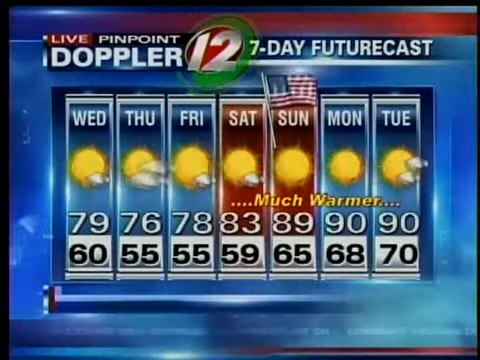 LIVE PINPOINT
DOPPLER 12 7-DAY FUTURECAST
WED THU FRI SAT SUN MON TUE
....Much Warmer....
79 76 78 83 89 90 90
60 55 55 59 65 68 70